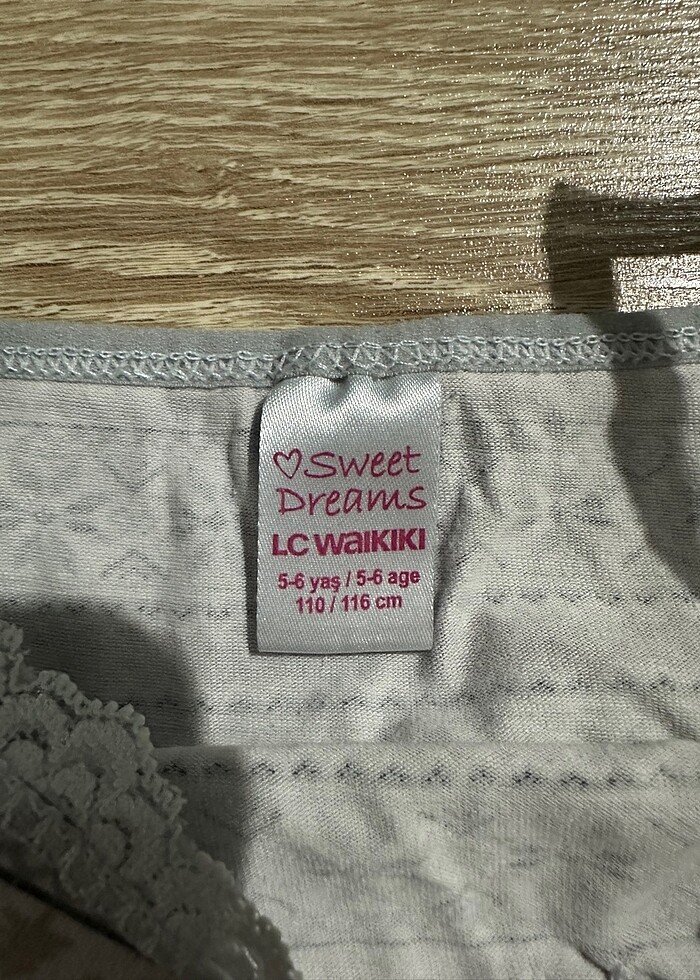 ♡Sweet
Dreams
LC WAIKIKI
5-6 yaş / 5-6 age
110 / 116 cm